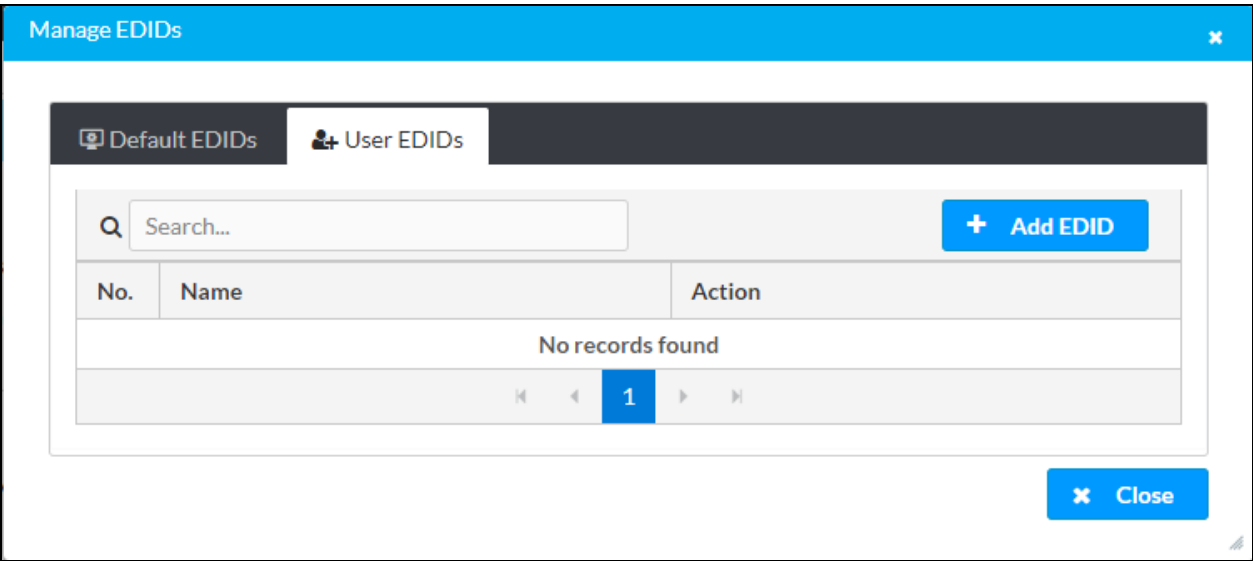 Manage EDIDs
Default EDIDs User EDIDs
Search... Add EDID
No. Name Action
No records found
1
Close